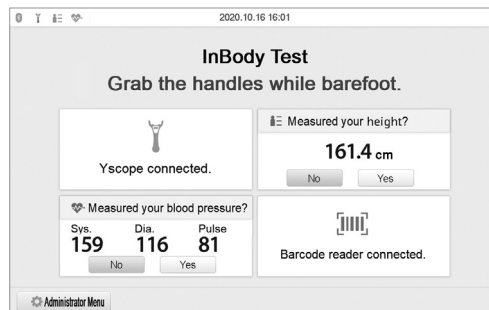 2020.10.16 16:01
InBody Test
Grab the handles while barefoot.
Yscope connected.
Measured your height?
161.4 cm
No Yes
Measured your blood pressure?
Sys. Dia. Pulse
159 116 81
No Yes
Barcode reader connected.
Administrator Menu